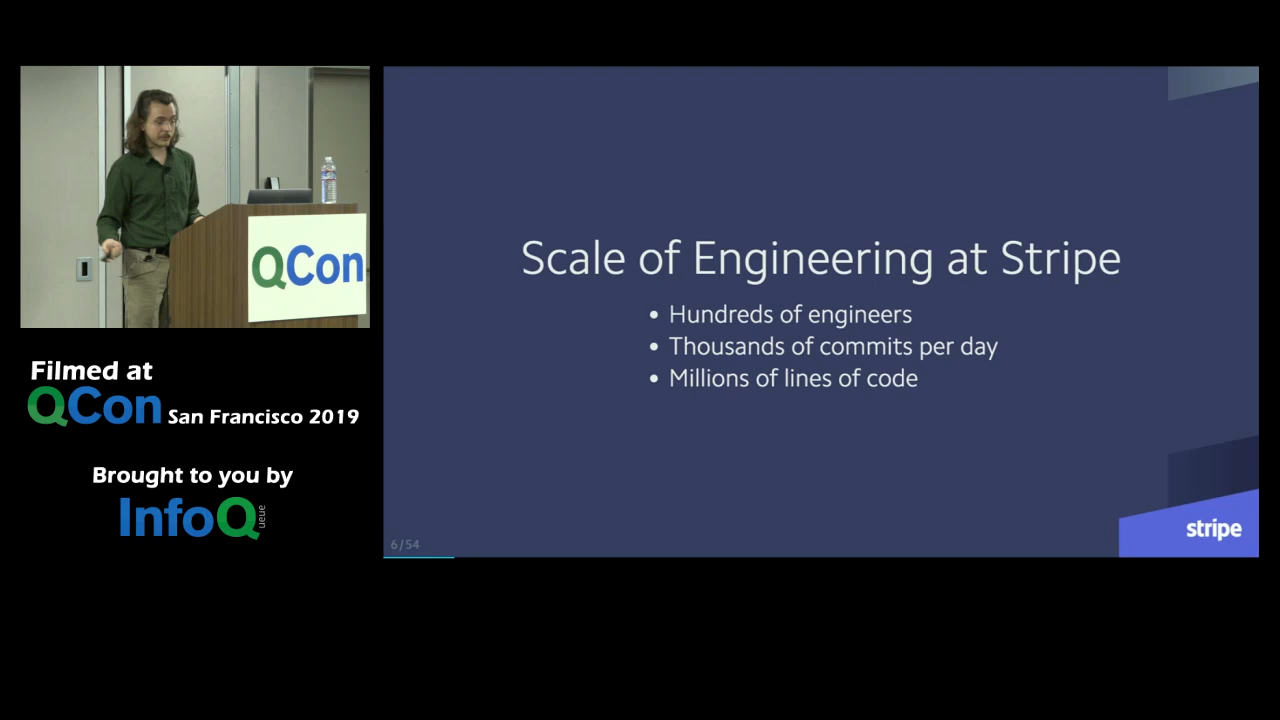 QCon
Filmed at
QCon San Francisco 2019
Brought to you by
InfoQ
ueue
Scale of Engineering at Stripe
• Hundreds of engineers
• Thousands of commits per day
• Millions of lines of code
6/54
stripe